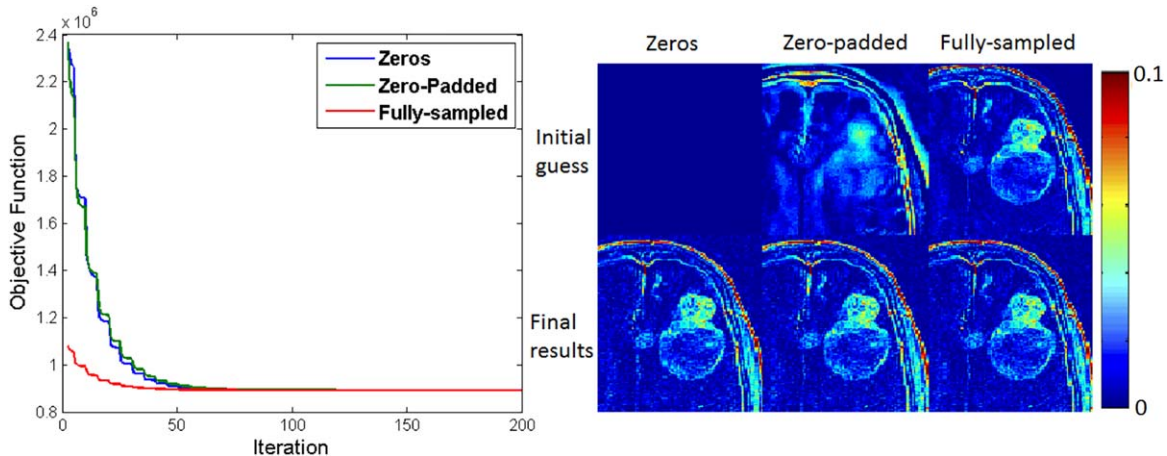 × 10⁶
2.4
2.2
2
1.8
1.6
1.4
1.2
1
0.8
Objective Function
0
50
100
150
200
Iteration
Zeros
Zero-Padded
Fully-sampled
Zeros
Zero-padded
Fully-sampled
Initial
guess
Final
results
0.1
0